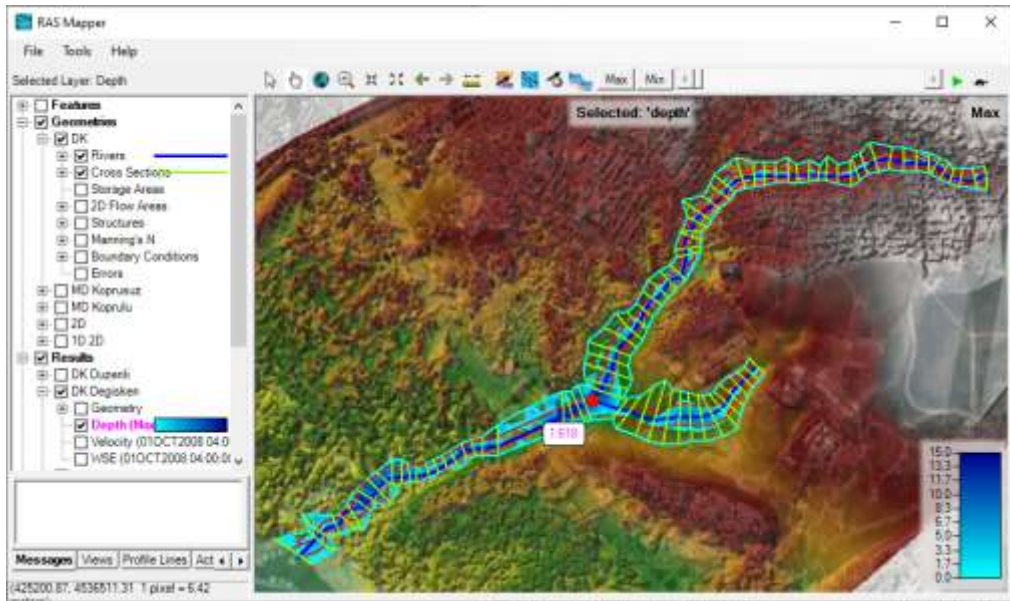 RAS Mapper
File Tools Help
Selected Layer: Depth
Max Min
Features
Geometries
DK
Rivers
Cross Sections
Storage Areas
2D Flow Areas
Structures
Manning's N
Boundary Conditions
Errors
MD Koprusuz
MD Koprulu
2D
1D 2D
Results
DK Duzenli
DK Degisken
Geometry
Depth (Max
Velocity (01OCT2008 04:0
WSE (01OCT2008 04:00:0
Messages Views Profile Lines Act
(425200.87, 4536511.31 1 pixel = 6.42
Selected: 'depth'
Max
1.618
15.0
13.3
11.7
10.0
8.3
6.7
5.0
3.3
1.7
0.0